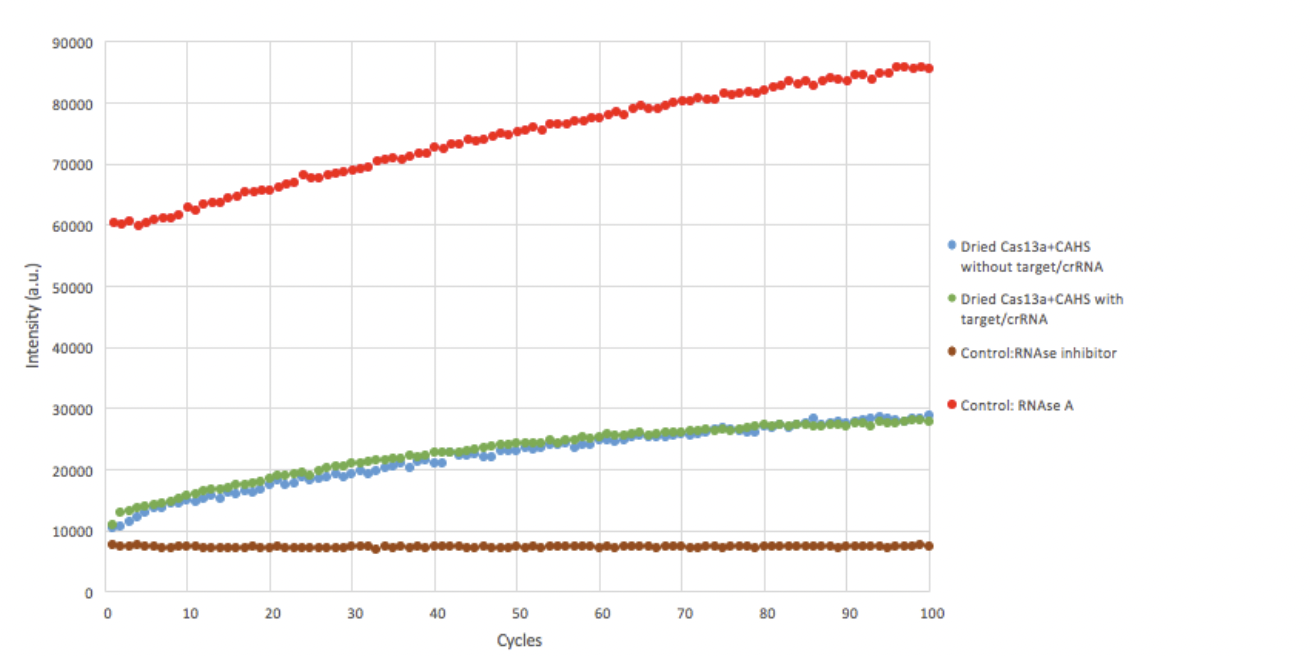 90000
80000
70000
60000
50000
40000
30000
20000
10000
0
Intensity (a.u.)
0 10 20 30 40 50 60 70 80 90 100
Cycles
Dried Cas13a+CAHS
without target/crRNA
Dried Cas13a+CAHS with
target/crRNA
Control:RNAse inhibitor
Control: RNAse A